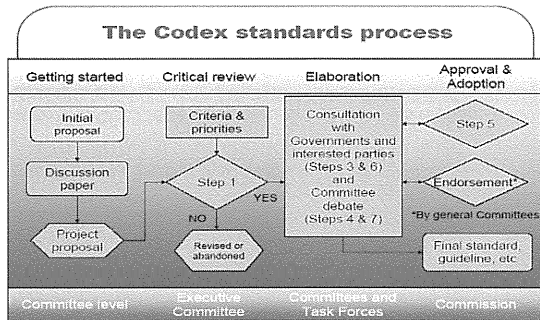 The Codex standards process
Getting started
Critical review
Elaboration
Approval &
Adoption
Initial
proposal
Discussion
paper
Project
proposal
Criteria &
priorities
Step 1
YES
NO
Revised or
abandoned
Consultation
with
Governments and
interested parties
(Steps 3 & 6)
and
Committee
debate
(Steps 4 & 7)
Step 5
Endorsement*
*By general Committees
Final standard,
guideline, etc
Committee level
Executive
Committee
Committees and
Task Forces
Commission